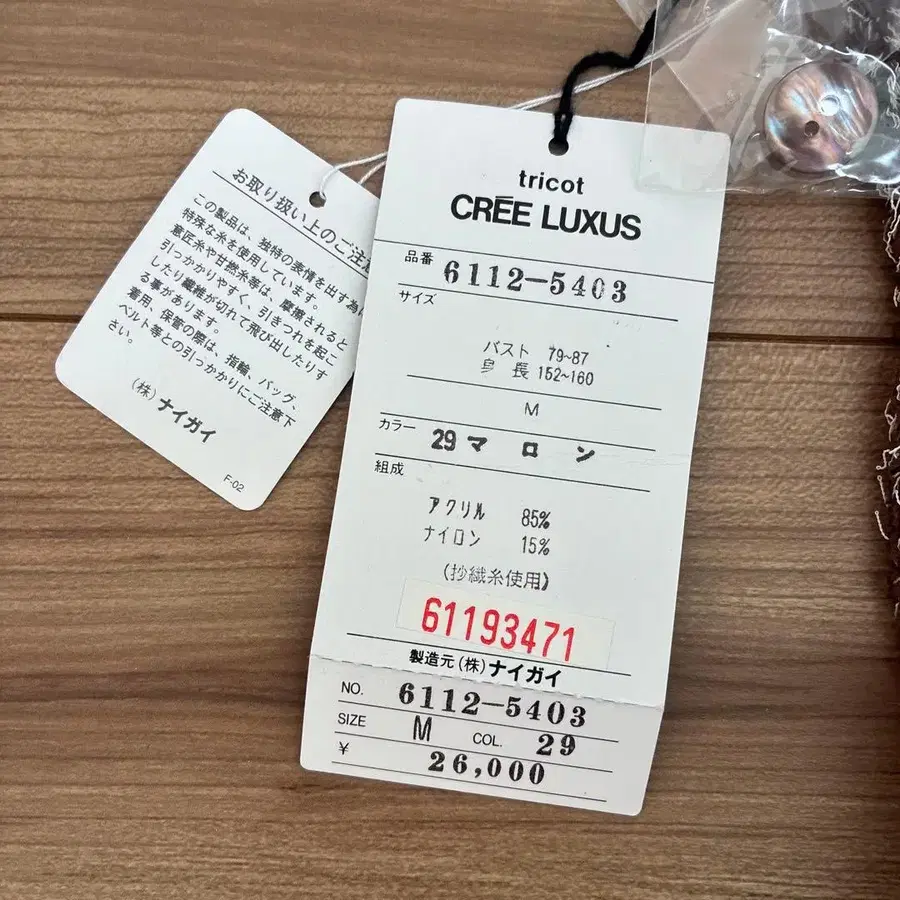 お取り扱い上のご注意
この製品は、独特の表情を出す為に
特殊な糸を使用しています。
意匠糸や甘撚糸等は、摩擦されると
引っかかりやすく、引きつれを起こ
したり繊維が切れて飛び出したりす
る事があります。
着用、保管の際は、指輪、バッグ、
ベルト等との引っかかりにご注意下
さい。
(株)ナイガイ
F-02
tricot
CRĒE LUXUS
品番 6112-5403
サイズ
バスト 79~87
身長 152~160
M
カラー 29マロン
組成
アクリル 85%
ナイロン 15%
(抄繊糸使用)
61193471
製造元(株)ナイガイ
NO. 6112-5403
SIZE M COL. 29
¥ 26,000